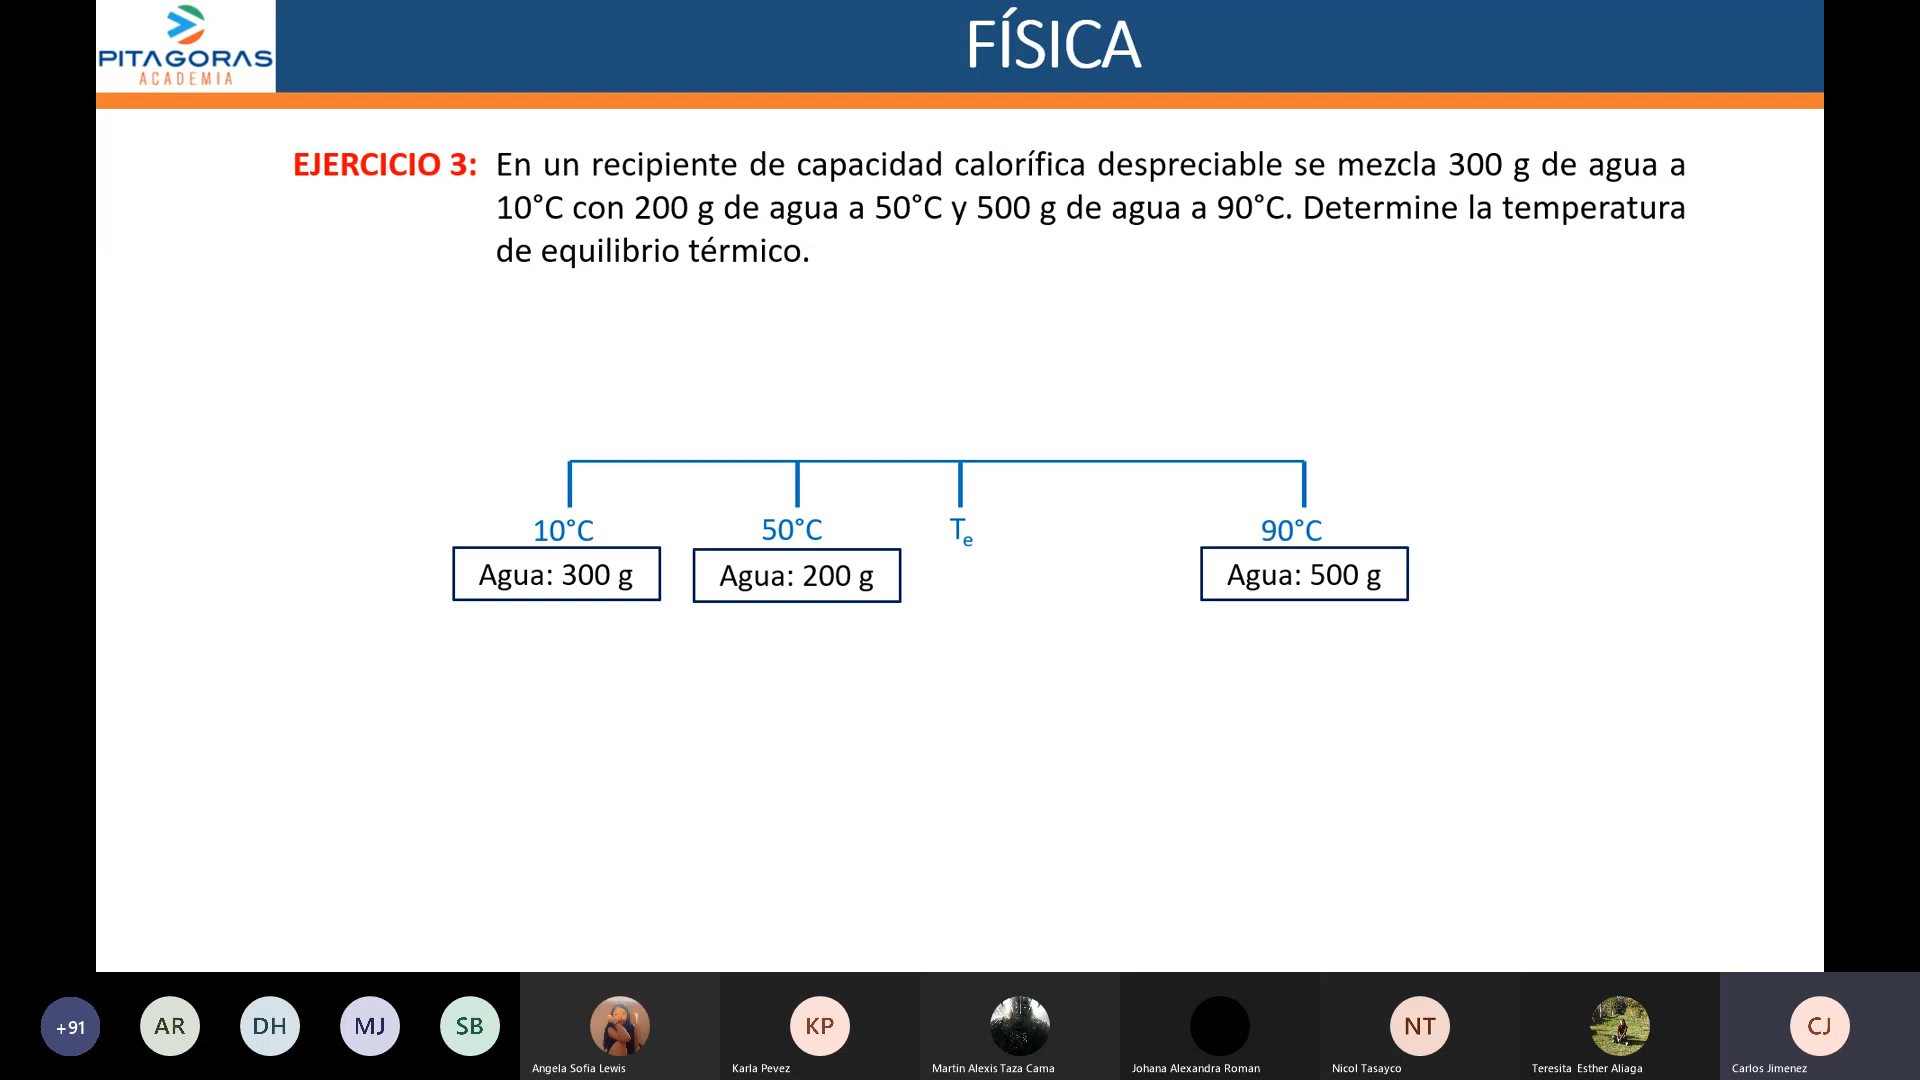 PITAGORAS
ACADEMIA
FÍSICA
EJERCICIO 3: En un recipiente de capacidad calorífica despreciable se mezcla 300 g de agua a
10°C con 200 g de agua a 50°C y 500 g de agua a 90°C. Determine la temperatura
de equilibrio térmico.
10°C 50°C Te 90°C
Agua: 300 g Agua: 200 g Agua: 500 g
+91 AR DH MJ SB KP NT CJ
Angela Sofia Lewis Karla Pevez Martin Alexis Taza Cama Johana Alexandra Roman Nicol Tasayco Teresita Esther Aliaga Carlos Jimenez